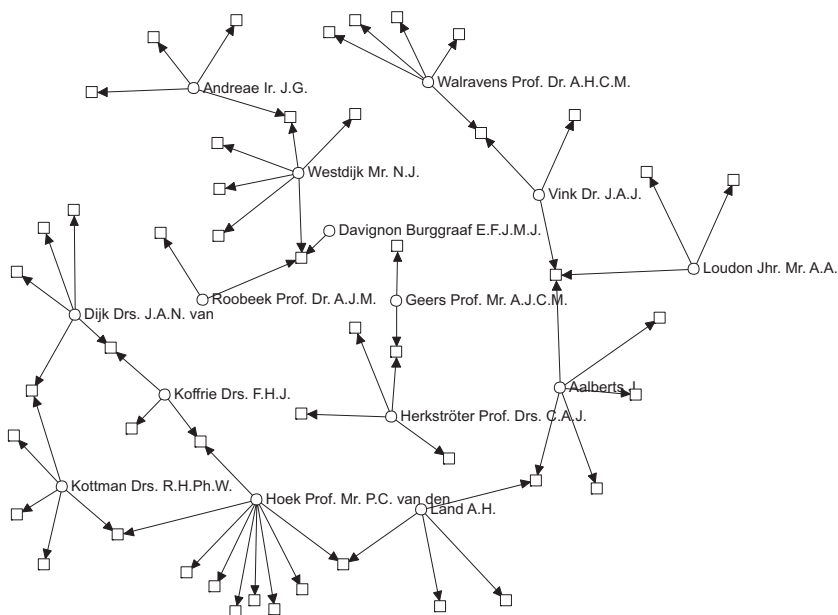 Andreae Ir. J.G.
Walravens Prof. Dr. A.H.C.M.
Westdijk Mr. N.J.
Vink Dr. J.A.J.
Davignon Burggraaf E.F.J.M.J.
Loudon Jhr. Mr. A.A.
Roobeek Prof. Dr. A.J.M.
Geers Prof. Mr. A.J.C.M.
Dijk Drs. J.A.N. van
Aalberts J.
Koffrie Drs. F.H.J.
Herkströter Prof. Drs. C.A.J.
Kottman Drs. R.H.Ph.W.
Hoek Prof. Mr. P.C. van den
Land A.H.